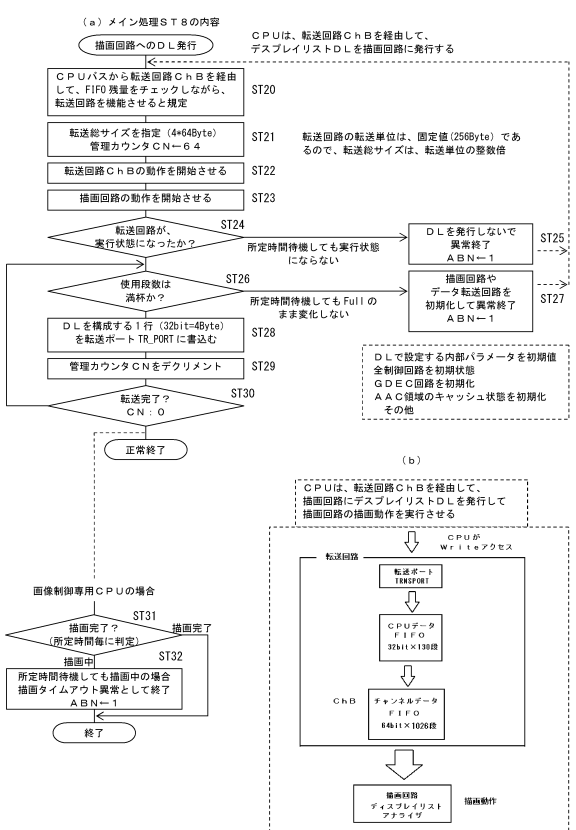 (a) メイン処理ST8の内容
描画回路へのDL発行
CPUは、転送回路ChBを経由して、
デスプレイリストDLを描画回路に発行する
CPUバスから転送回路ChBを経由
して、FIFO残量をチェックしながら、
転送回路を機能させると規定
ST20
転送総サイズを指定(4*64Byte)
管理カウンタCN←64
ST21
転送回路の転送単位は、固定値(256Byte)であ
るので、転送総サイズは、転送単位の整数倍
転送回路ChBの動作を開始させる
ST22
描画回路の動作を開始させる
ST23
転送回路が、
実行状態になったか?
ST24
所定時間待機しても実行状態
にならない
DLを発行しないで
異常終了
ABN←1
ST25
使用段数は
満杯か?
ST26
所定時間待機してもFullの
まま変化しない
描画回路や
データ転送回路を
初期化して異常終了
ABN←1
ST27
DLを構成する1行(32bit=4Byte)
を転送ポートTR_PORTに書込む
ST28
管理カウンタCNをデクリメント
ST29
転送完了?
CN:0
ST30
正常終了
DLで設定する内部パラメータを初期値
全制御回路を初期状態
GDEC回路を初期化
AAC領域のキャッシュ状態を初期化
その他
画像制御専用CPUの場合
描画完了?
(所定時間毎に判定)
ST31
描画完了
描画中
ST32
所定時間待機しても描画中の場合
描画タイムアウト異常として終了
ABN←1
終了
(b)
CPUは、転送回路ChBを経由して、
描画回路にデスプレイリストDLを発行して
描画回路の描画動作を実行させる
CPUが
Writeアクセス
転送回路
転送ポート
TRNSPORT
CPUデータ
FIFO
32bit×130段
ChB
チャンネルデータ
FIFO
64bit×1026段
描画回路
ディスプレイリスト
アナライザ
描画動作